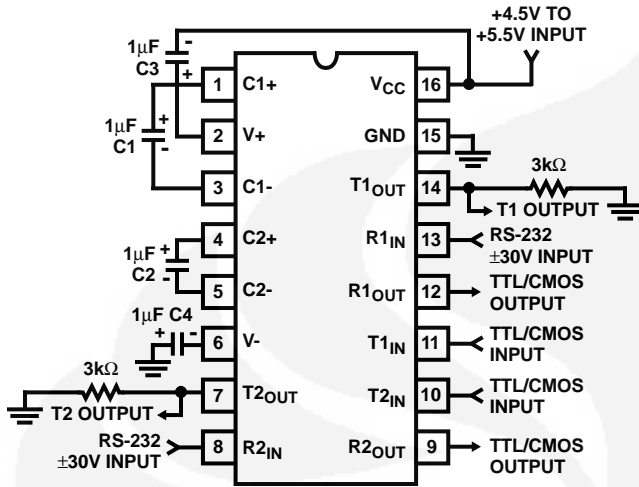 +4.5V TO
+5.5V INPUT
1µF
C3
-
+
1µF
C1
+
-
1 C1+
2 V+
3 C1-
4 C2+
5 C2-
6 V-
7 T2OUT
8 R2IN
VCC 16
GND 15
T1OUT 14
R1IN 13
R1OUT 12
T1IN 11
T2IN 10
R2OUT 9
1µF
C2
+
-
1µF C4
+ -
3kΩ
T2 OUTPUT
RS-232
±30V INPUT
3kΩ
T1 OUTPUT
RS-232
±30V INPUT
TTL/CMOS
OUTPUT
TTL/CMOS
INPUT
TTL/CMOS
INPUT
TTL/CMOS
OUTPUT